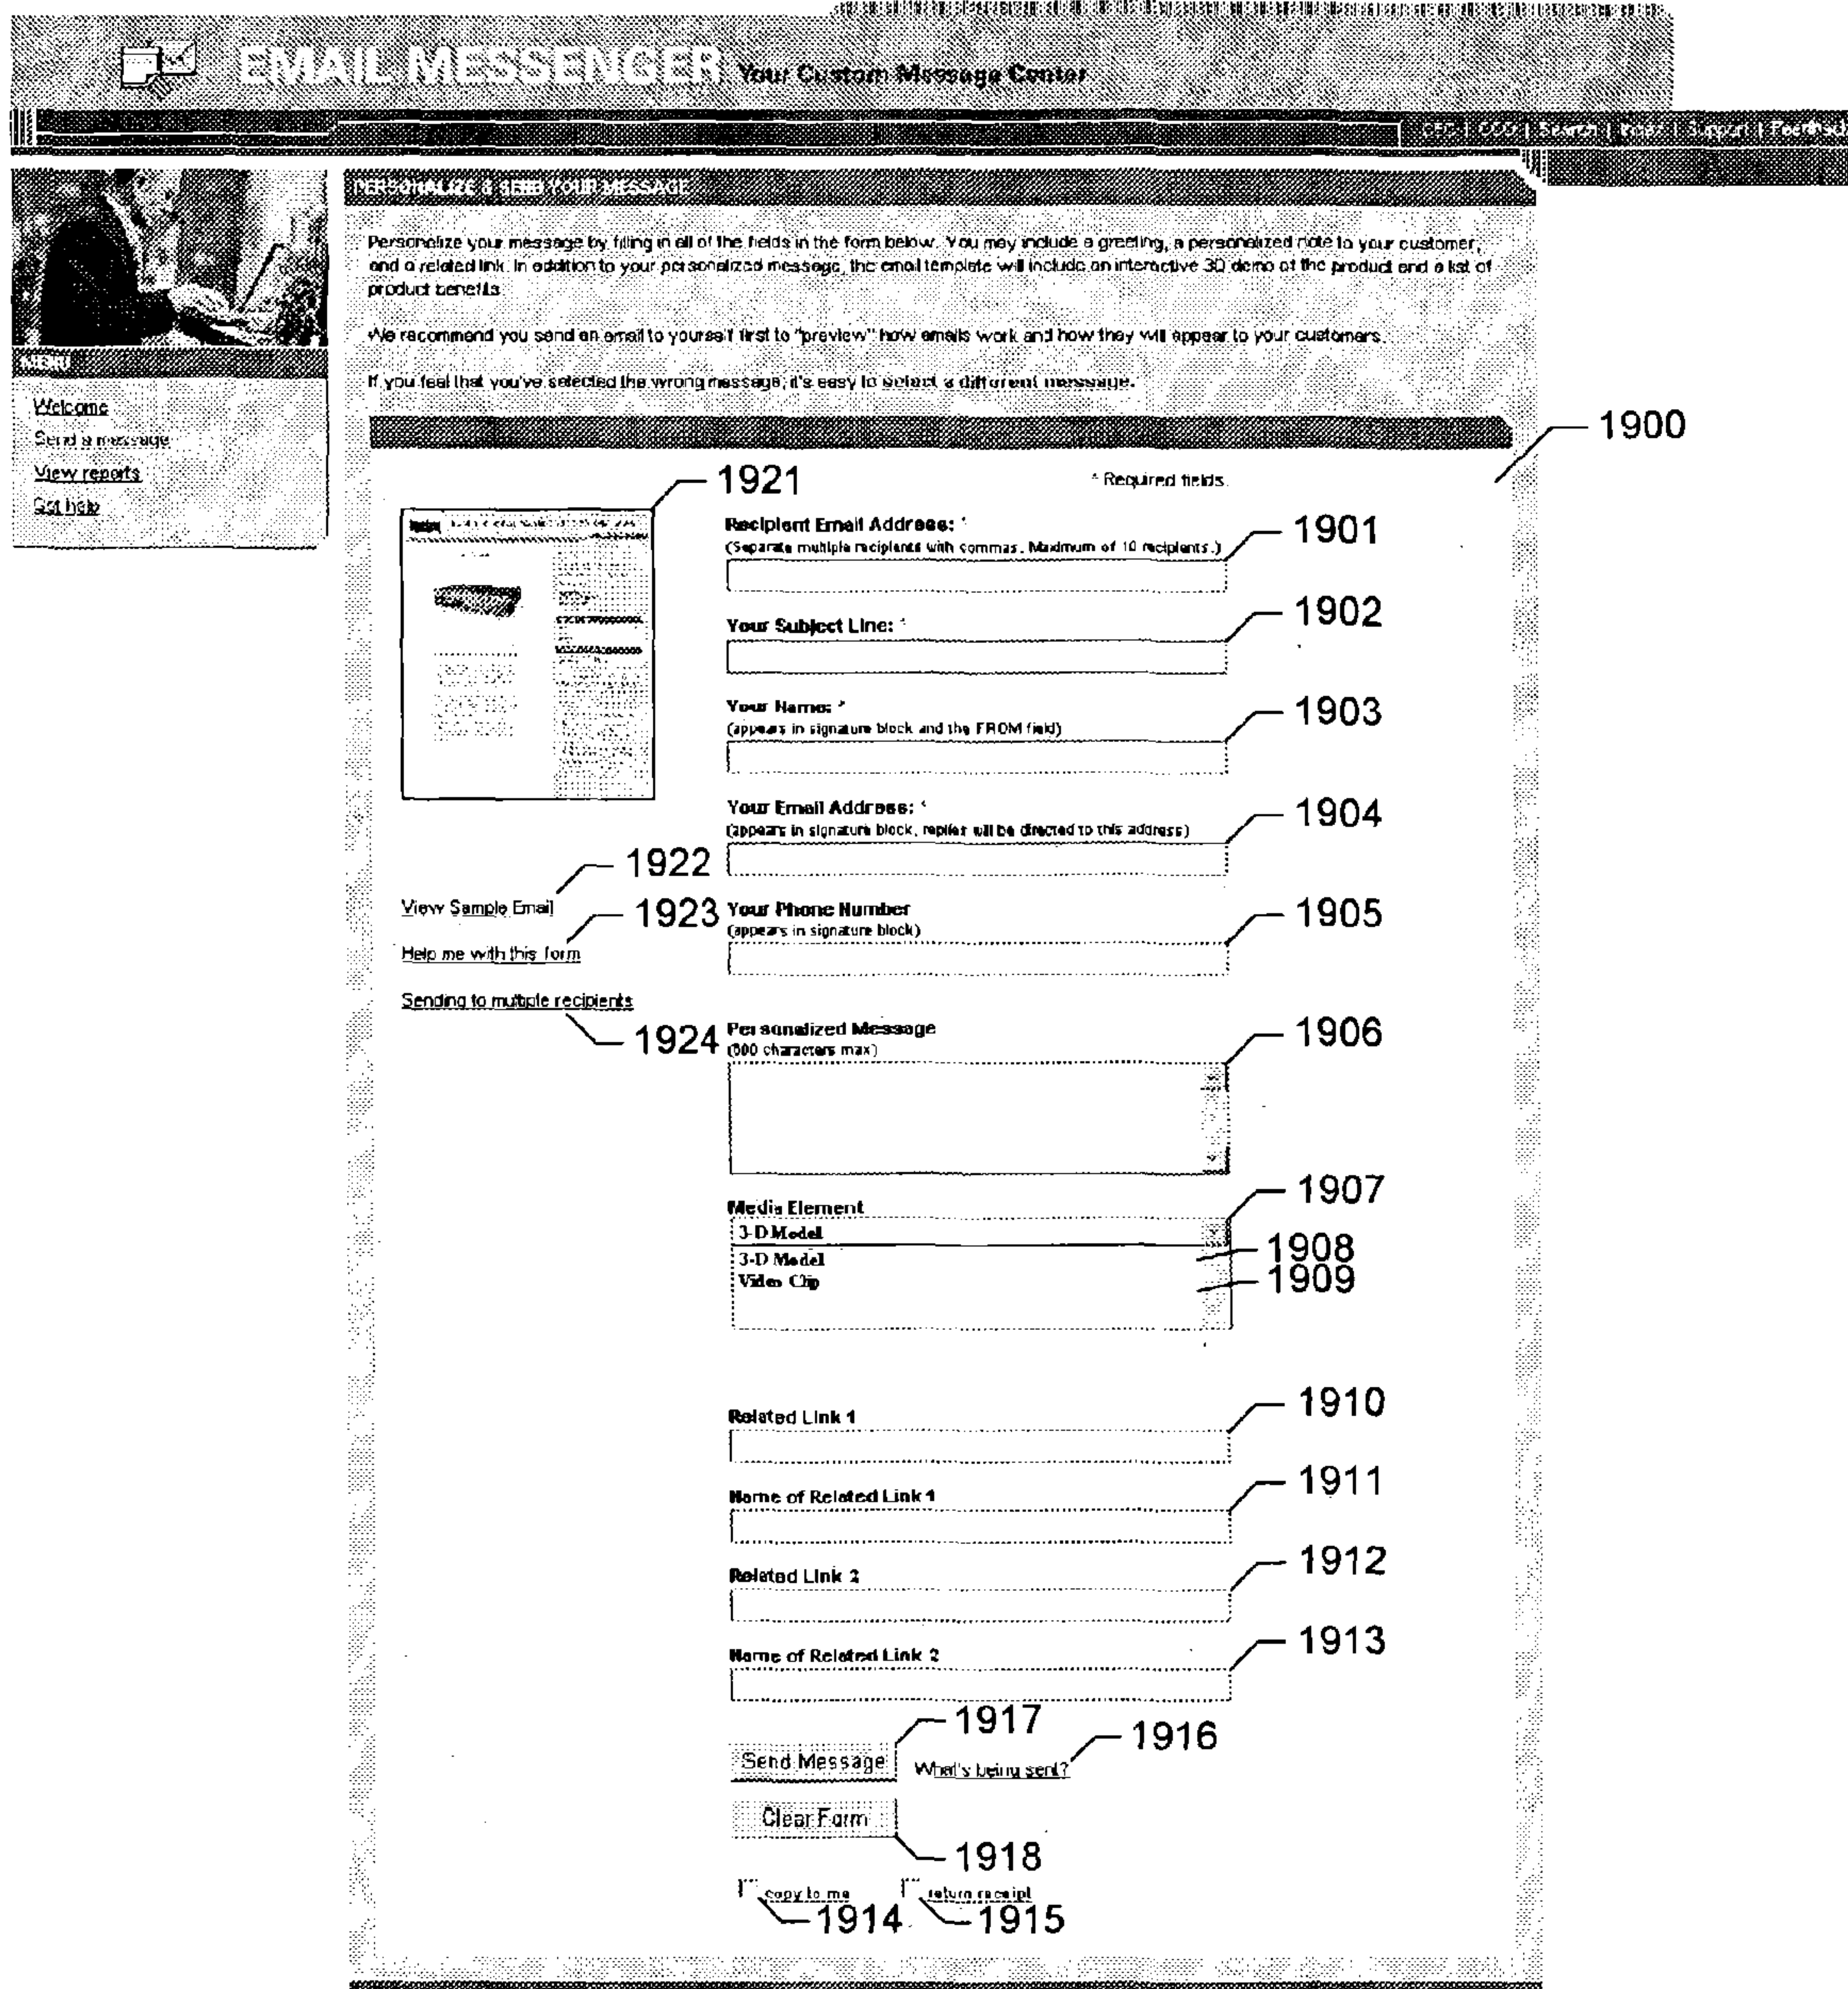 EMAIL MESSENGER Your Custom Message Center
CFC | CCO | Search | Index | Support | Feedback
PERSONALIZE & SEND YOUR MESSAGE
Personalize your message by filling in all of the fields in the form below. You may include a greeting, a personalized note to your customer,
and a related link. In addition to your personalized message, the email template will include an interactive 3D demo of the product and a list of
product benefits.
We recommend you send an email to yourself first to "preview" how emails work and how they will appear to your customers.
If you feel that you've selected the wrong message, it's easy to select a different message.
MENU
Welcome
Send a message
View reports
Get help
1900
1921
* Required fields.
Recipient Email Address: *
(Separate multiple recipients with commas. Maximum of 10 recipients.)
1901
Your Subject Line: *
1902
Your Name: *
(appears in signature block and the FROM field)
1903
Your Email Address: *
(appears in signature block, replies will be directed to this address)
1904
1922
View Sample Email
1923
Help me with this form
Sending to multiple recipients
1924
Your Phone Number
(appears in signature block)
1905
Personalized Message
characters max)
1906
Media Element
1907
3-D Model
3-D Model
1908
Video Clip
1909
Related Link 1
1910
Name of Related Link 1
1911
Related Link 2
1912
Name of Related Link 2
1913
1917
Send Message
1916
What's being sent?
Clear Form
1918
copy to me
return receipt
1914
1915